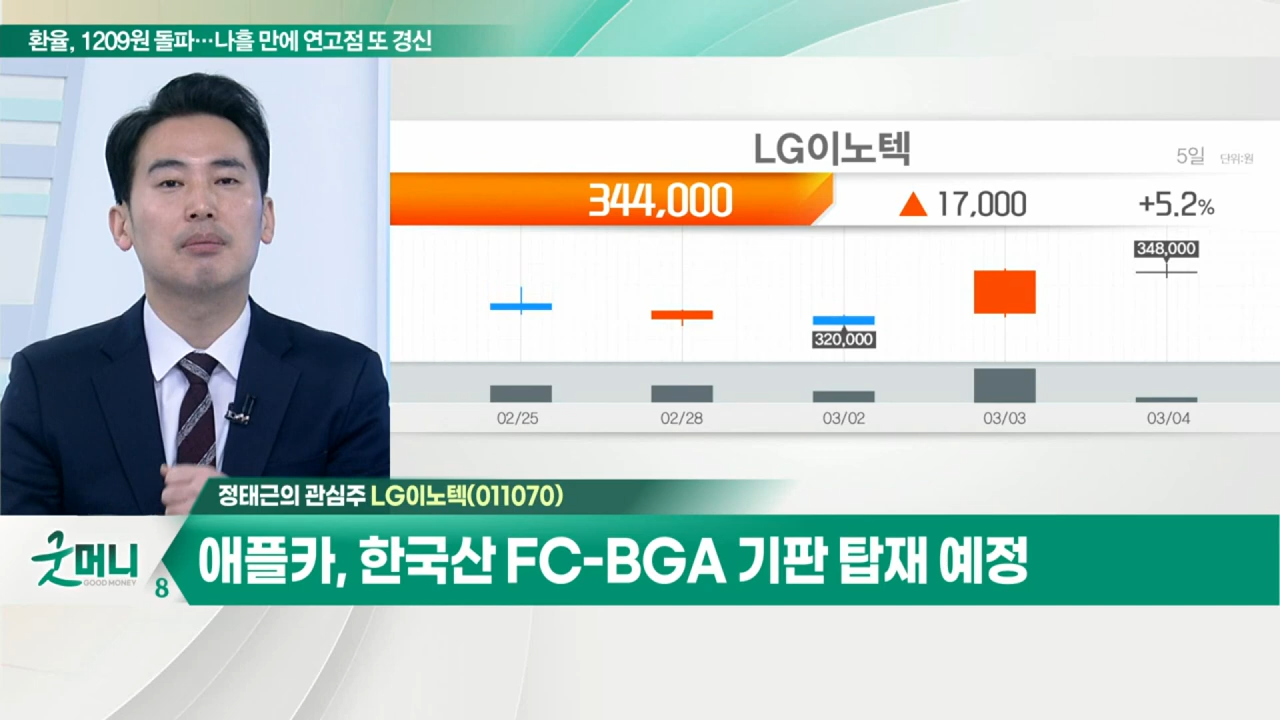 환율, 1209원 돌파…나흘 만에 연고점 또 경신
LG이노텍
5일 단위:원
344,000 ▲ 17,000 +5.2%
348,000
320,000
02/25 02/28 03/02 03/03 03/04
정태근의 관심주 LG이노텍(011070)
굿머니
GOOD MONEY
8
애플카, 한국산 FC-BGA 기판 탑재 예정